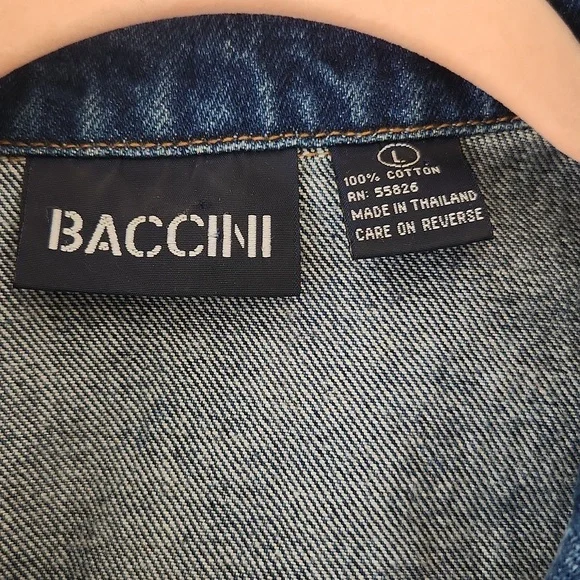 BACCINI
L
100% COTTON
RN: 55826
MADE IN THAILAND
CARE ON REVERSE